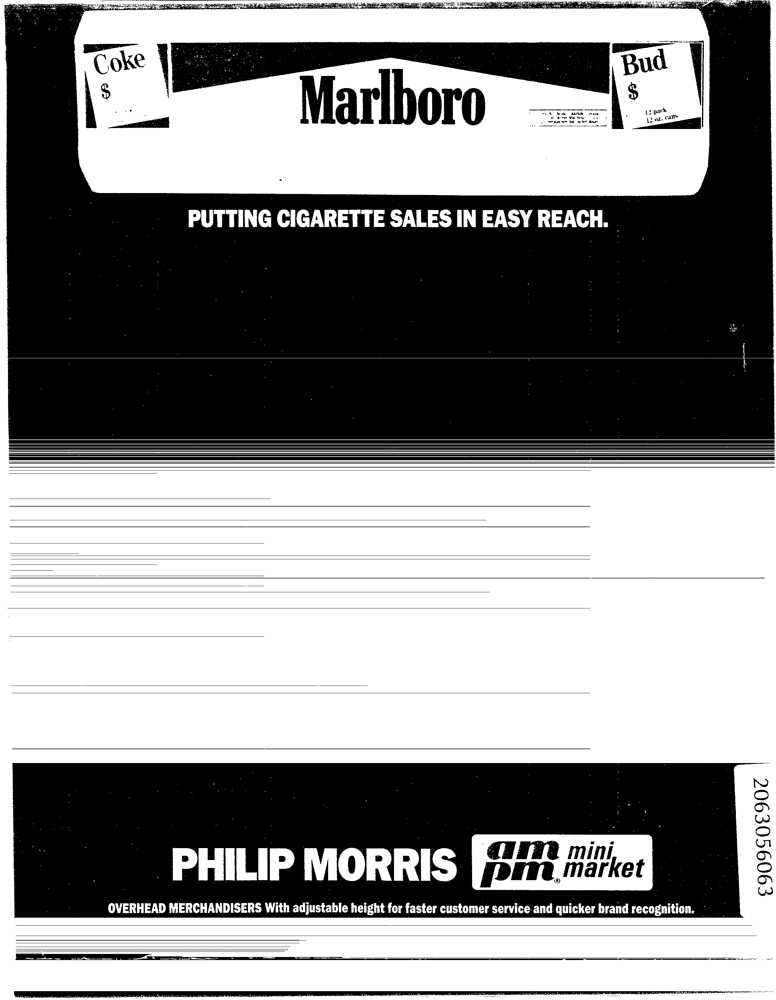 Coke
$
Marlboro
Bud
$
12 pack
12 oz. cans
PUTTING CIGARETTE SALES IN EASY REACH.
PHILIP MORRIS
am pm® mini market
OVERHEAD MERCHANDISERS With adjustable height for faster customer service and quicker brand recognition.
2063056063